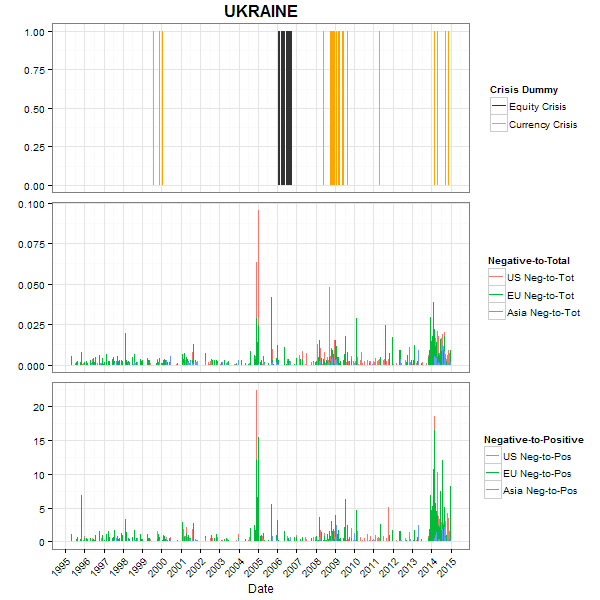 UKRAINE
1.00
0.75
0.50
0.25
0.00
Crisis Dummy
Equity Crisis
Currency Crisis
0.100
0.075
0.050
0.025
0.000
Negative-to-Total
US Neg-to-Tot
EU Neg-to-Tot
Asia Neg-to-Tot
20
15
10
5
0
Negative-to-Positive
US Neg-to-Pos
EU Neg-to-Pos
Asia Neg-to-Pos
1995 1996 1997 1998 1999 2000 2001 2002 2003 2004 2005 2006 2007 2008 2009 2010 2011 2012 2013 2014 2015
Date